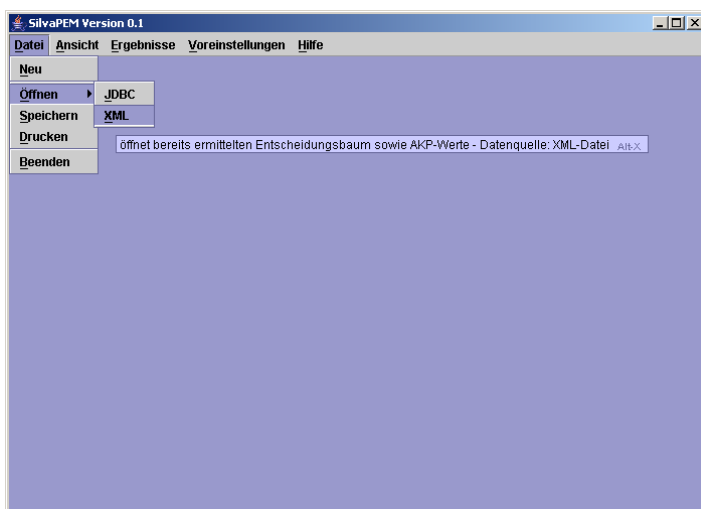 SilvaPEM Version 0.1
Datei Ansicht Ergebnisse Voreinstellungen Hilfe
Neu
Öffnen
JDBC
Speichern
XML
Drucken
öffnet bereits ermittelten Entscheidungsbaum sowie AKP-Werte - Datenquelle: XML-Datei Alt-X
Beenden